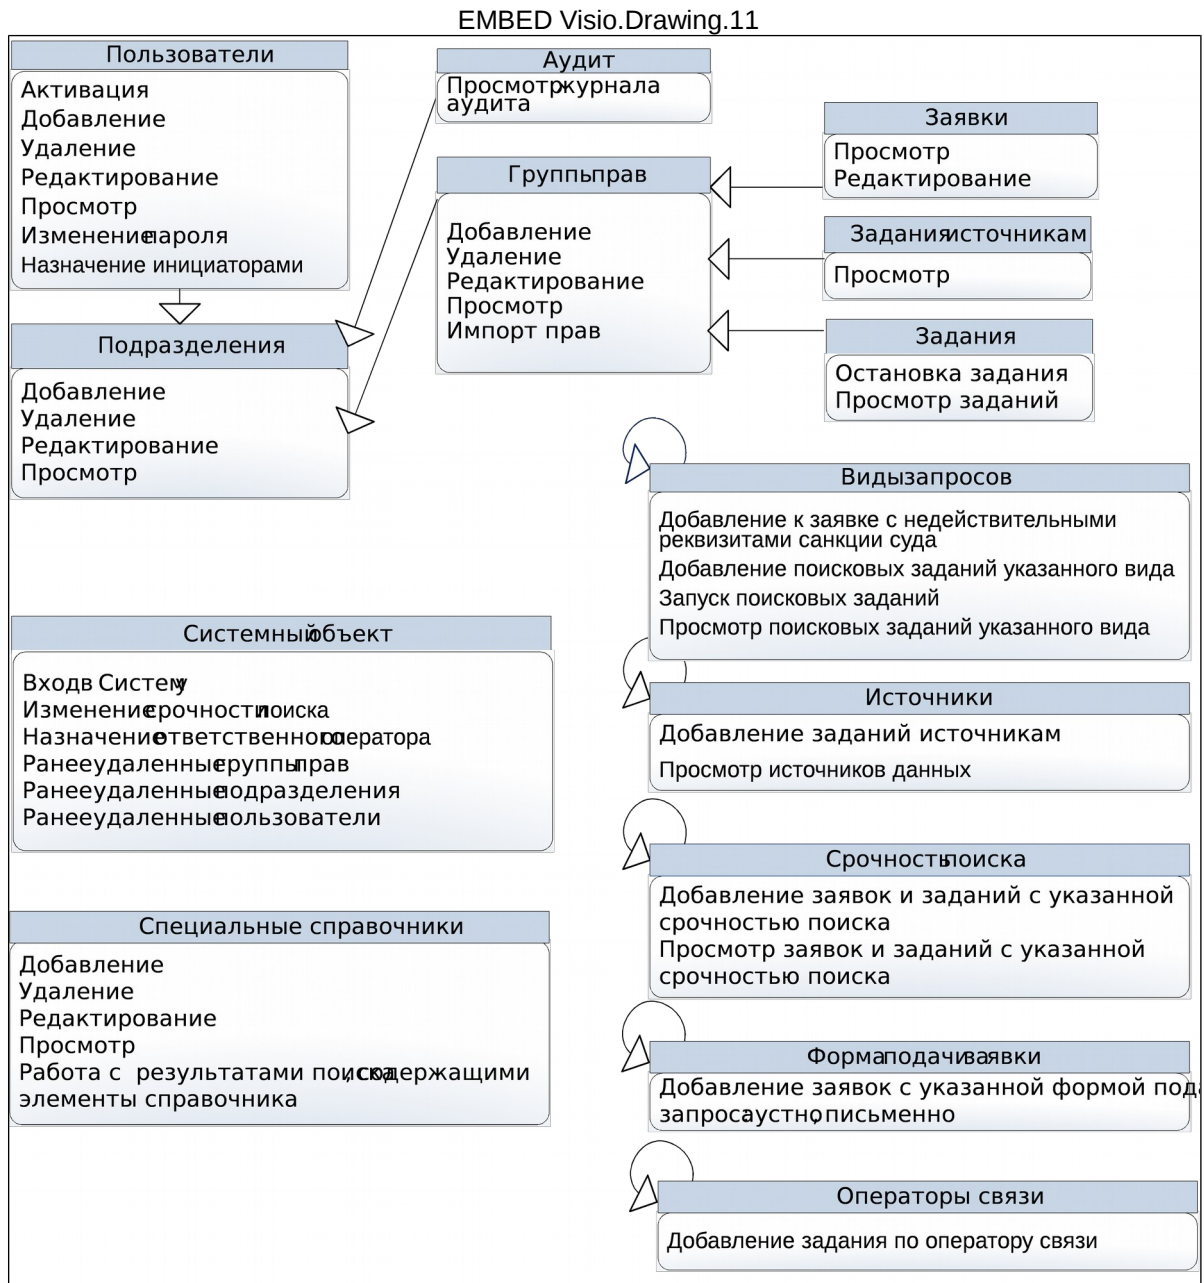 EMBED Visio.Drawing.11
Пользователи
Активация
Добавление
Удаление
Редактирование
Просмотр
Изменение пароля
Назначение инициаторами
Подразделения
Добавление
Удаление
Редактирование
Просмотр
Аудит
Просмотр журнала
аудита
Группы прав
Добавление
Удаление
Редактирование
Просмотр
Импорт прав
Заявки
Просмотр
Редактирование
Задания источникам
Просмотр
Задания
Остановка задания
Просмотр заданий
Виды запросов
Добавление к заявке с недействительными
реквизитами санкции суда
Добавление поисковых заданий указанного вида
Запуск поисковых заданий
Просмотр поисковых заданий указанного вида
Системный объект
Вход в Систему
Изменение срочности поиска
Назначение ответственного оператора
Ранее удаленные группы прав
Ранее удаленные подразделения
Ранее удаленные пользователи
Источники
Добавление заданий источникам
Просмотр источников данных
Срочность поиска
Добавление заявок и заданий с указанной
срочностью поиска
Просмотр заявок и заданий с указанной
срочностью поиска
Специальные справочники
Добавление
Удаление
Редактирование
Просмотр
Работа с результатами поиска, содержащими
элементы справочника
Форма подачи заявки
Добавление заявок с указанной формой пода
запроса: устно, письменно
Операторы связи
Добавление задания по оператору связи